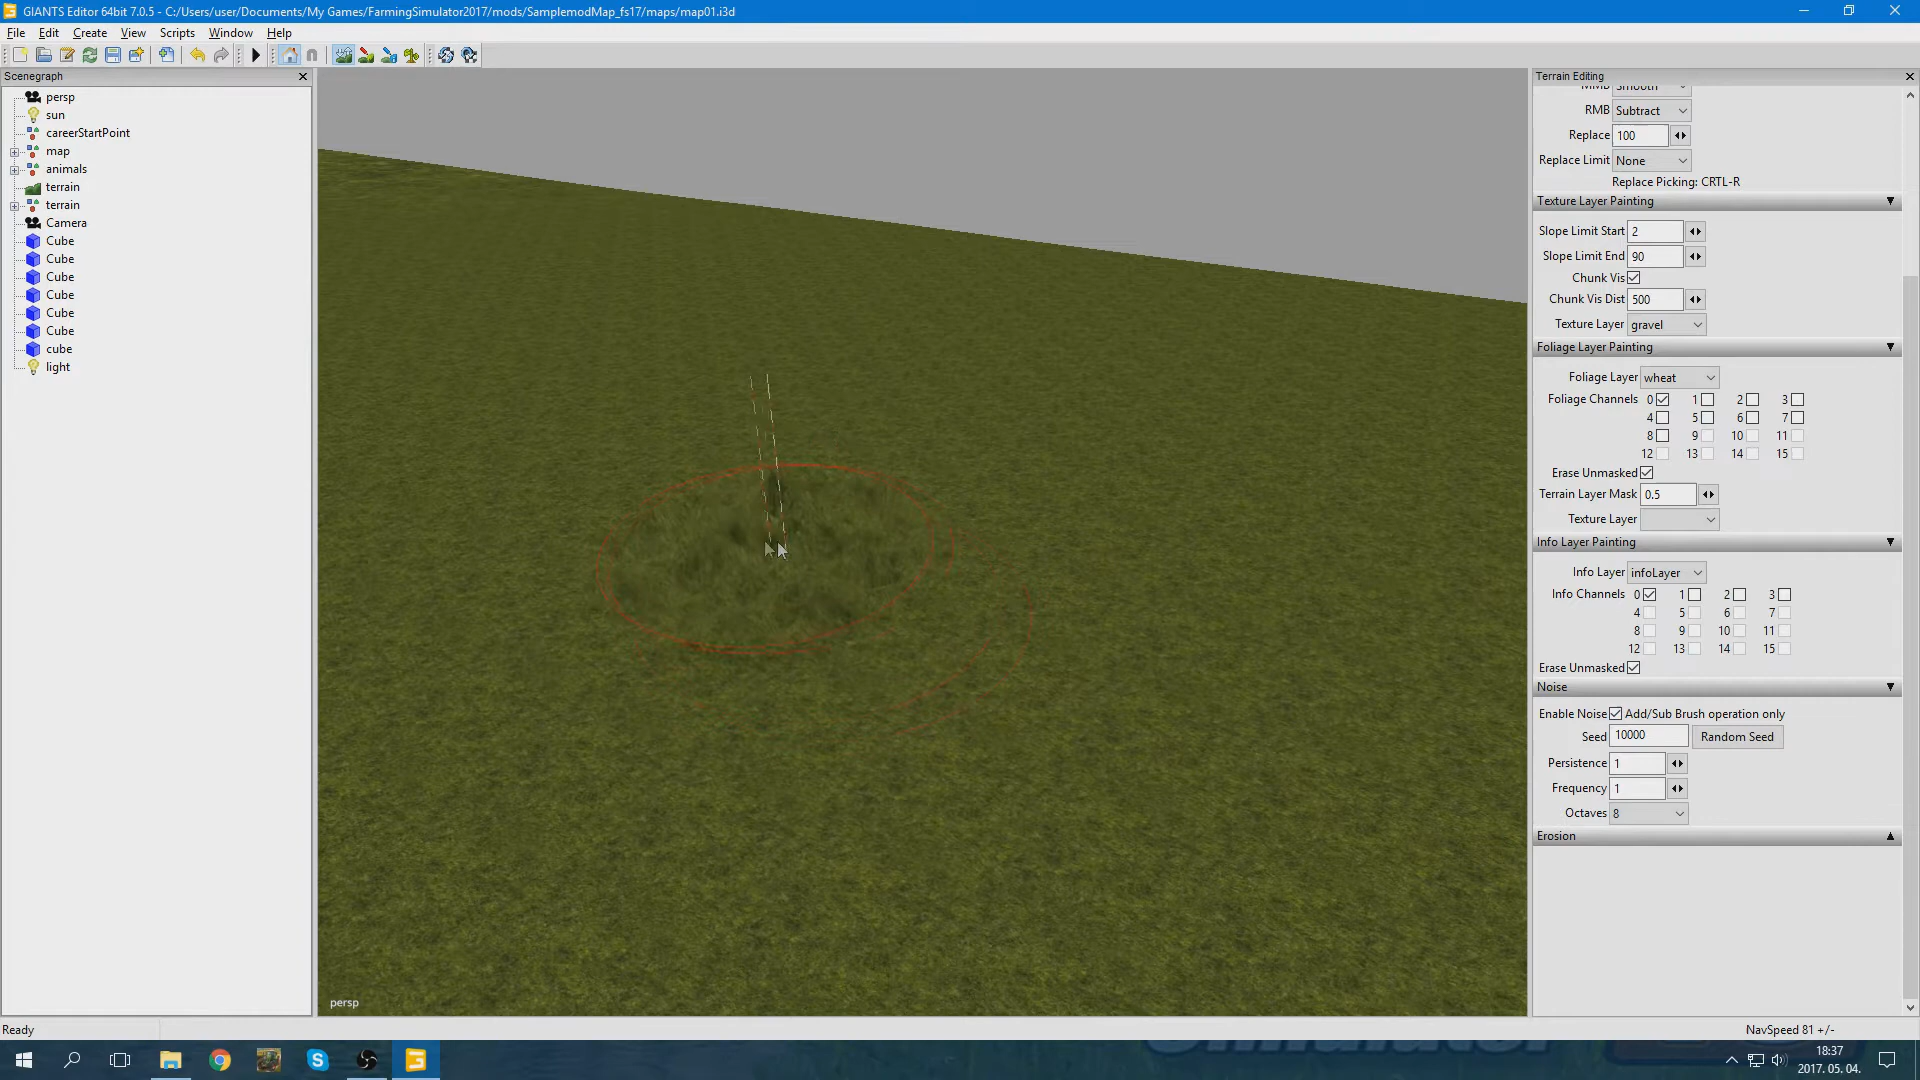 GIANTS Editor 64bit 7.0.5 - C:/Users/user/Documents/My Games/FarmingSimulator2017/mods/SamplemodMap_fs17/maps/map01.i3d
File Edit Create View Scripts Window Help
Scenegraph
persp
sun
careerStartPoint
map
animals
terrain
terrain
Camera
Cube
Cube
Cube
Cube
Cube
Cube
cube
light
persp
Terrain Editing
MMB Smooth
RMB Subtract
Replace 100
Replace Limit None
Replace Picking: CRTL-R
Texture Layer Painting
Slope Limit Start 2
Slope Limit End 90
Chunk Vis
Chunk Vis Dist 500
Texture Layer gravel
Foliage Layer Painting
Foliage Layer wheat
Foliage Channels 0 1 2 3
4 5 6 7
8 9 10 11
12 13 14 15
Erase Unmasked
Terrain Layer Mask 0.5
Texture Layer
Info Layer Painting
Info Layer infoLayer
Info Channels 0 1 2 3
4 5 6 7
8 9 10 11
12 13 14 15
Erase Unmasked
Noise
Enable Noise Add/Sub Brush operation only
Seed 10000 Random Seed
Persistence 1
Frequency 1
Octaves 8
Erosion
Ready
NavSpeed 81 +/-
18:37
2017. 05. 04.